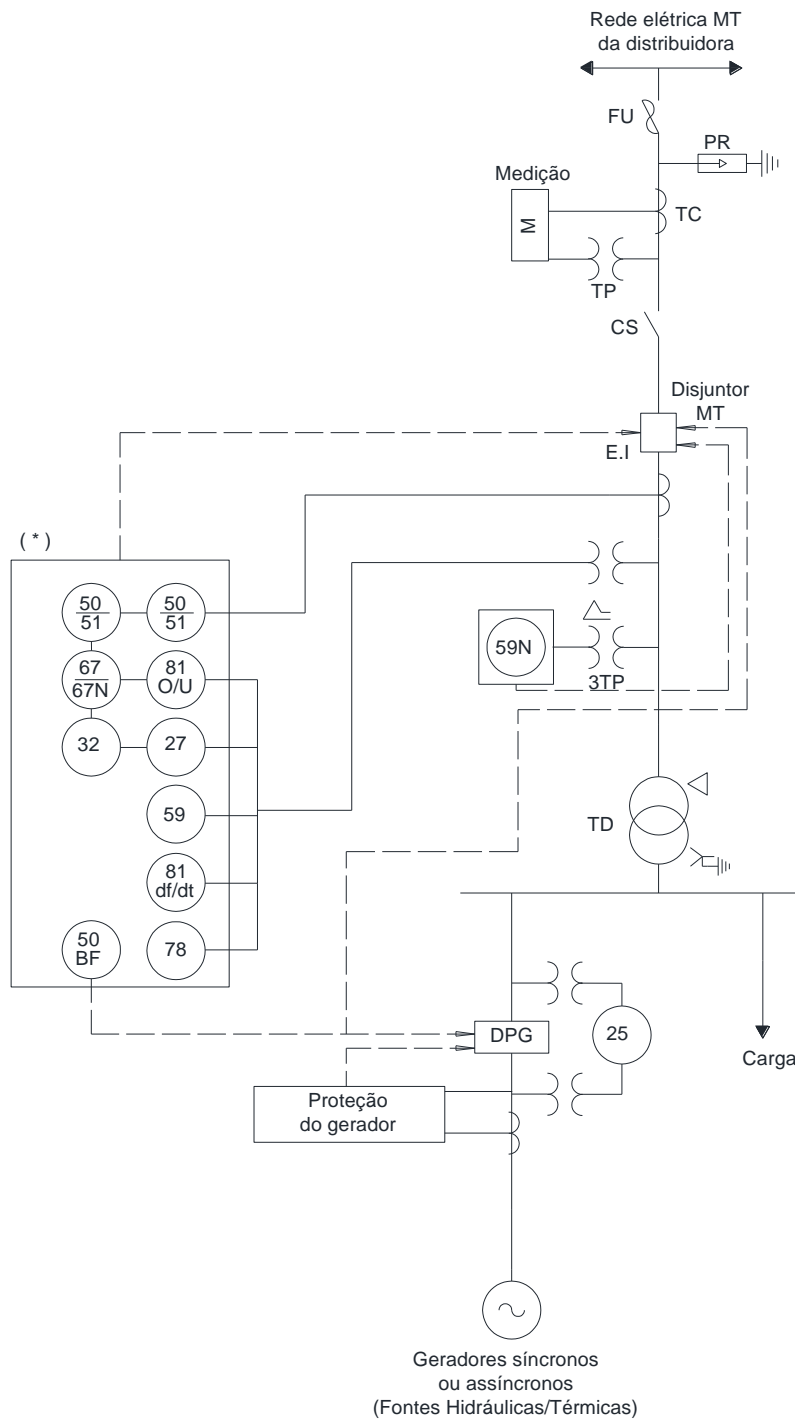 Rede elétrica MT
da distribuidora
FU
PR
Medição
M
TC
TP
CS
Disjuntor
MT
E.I
( * )
50
51
50
51
67
67N
81
O/U
59N
3TP
32
27
59
TD
81
df/dt
50
BF
78
DPG
25
Carga
Proteção
do gerador
Geradores síncronos
ou assíncronos
(Fontes Hidráulicas/Térmicas)